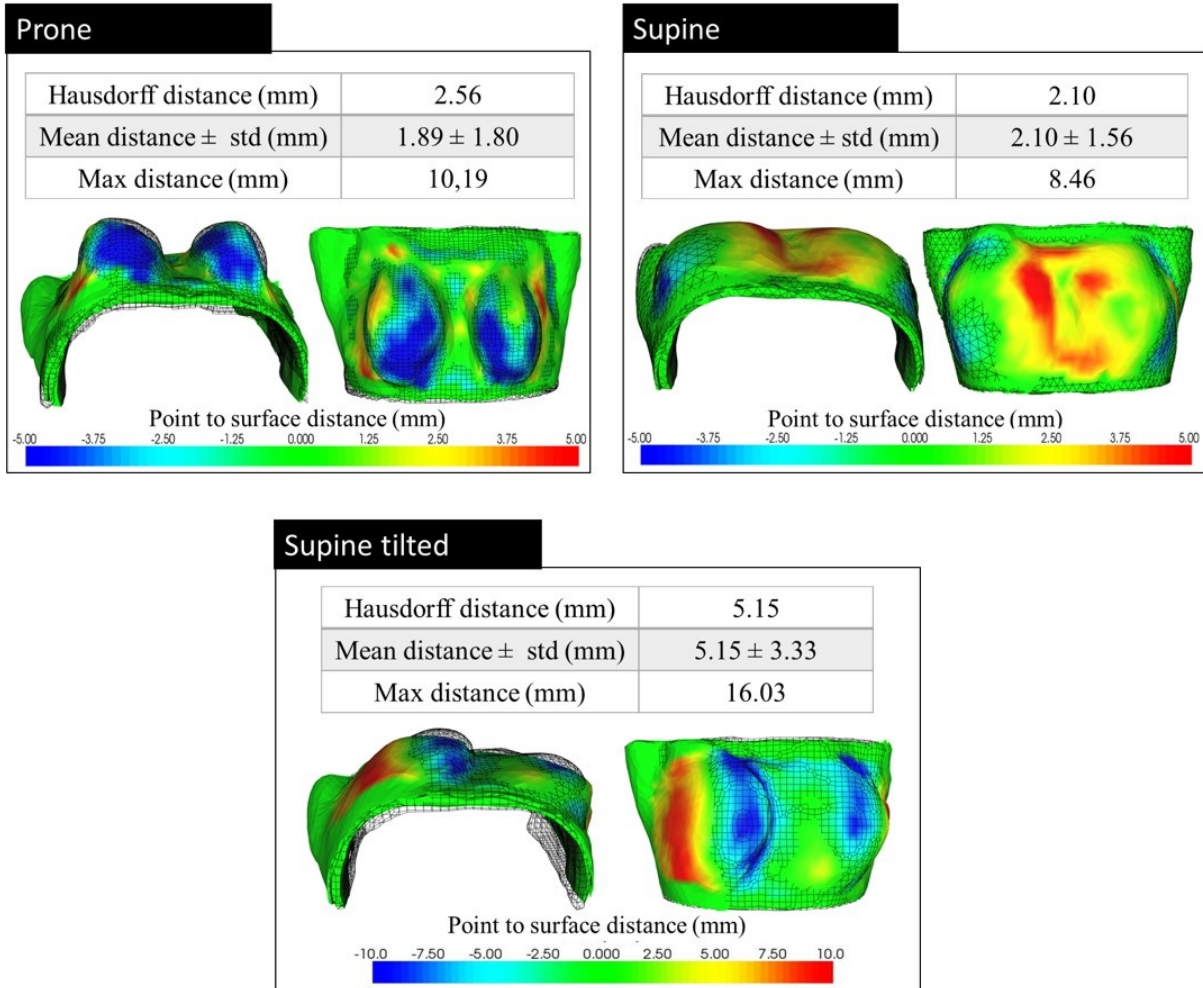 Prone
Hausdorff distance (mm) 2.56
Mean distance ± std (mm) 1.89 ± 1.80
Max distance (mm) 10,19
Point to surface distance (mm)
-5.00 -3.75 -2.50 -1.25 0.000 1.25 2.50 3.75 5.00
Supine
Hausdorff distance (mm) 2.10
Mean distance ± std (mm) 2.10 ± 1.56
Max distance (mm) 8.46
Point to surface distance (mm)
-5.00 -3.75 -2.50 -1.25 0.000 1.25 2.50 3.75 5.00
Supine tilted
Hausdorff distance (mm) 5.15
Mean distance ± std (mm) 5.15 ± 3.33
Max distance (mm) 16.03
Point to surface distance (mm)
-10.0 -7.50 -5.00 -2.50 0.000 2.50 5.00 7.50 10.0